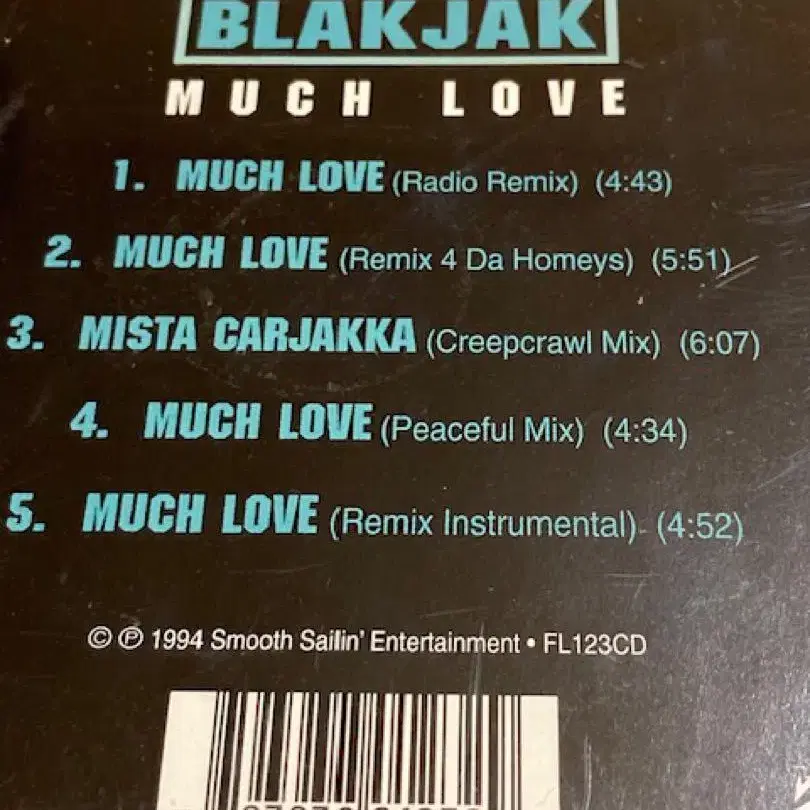 BLAKJAK
MUCH LOVE
1. MUCH LOVE (Radio Remix) (4:43)
2. MUCH LOVE (Remix 4 Da Homeys) (5:51)
3. MISTA CARJAKKA (Creepcrawl Mix) (6:07)
4. MUCH LOVE (Peaceful Mix) (4:34)
5. MUCH LOVE (Remix Instrumental) (4:52)
© ℗ 1994 Smooth Sailin' Entertainment • FL123CD